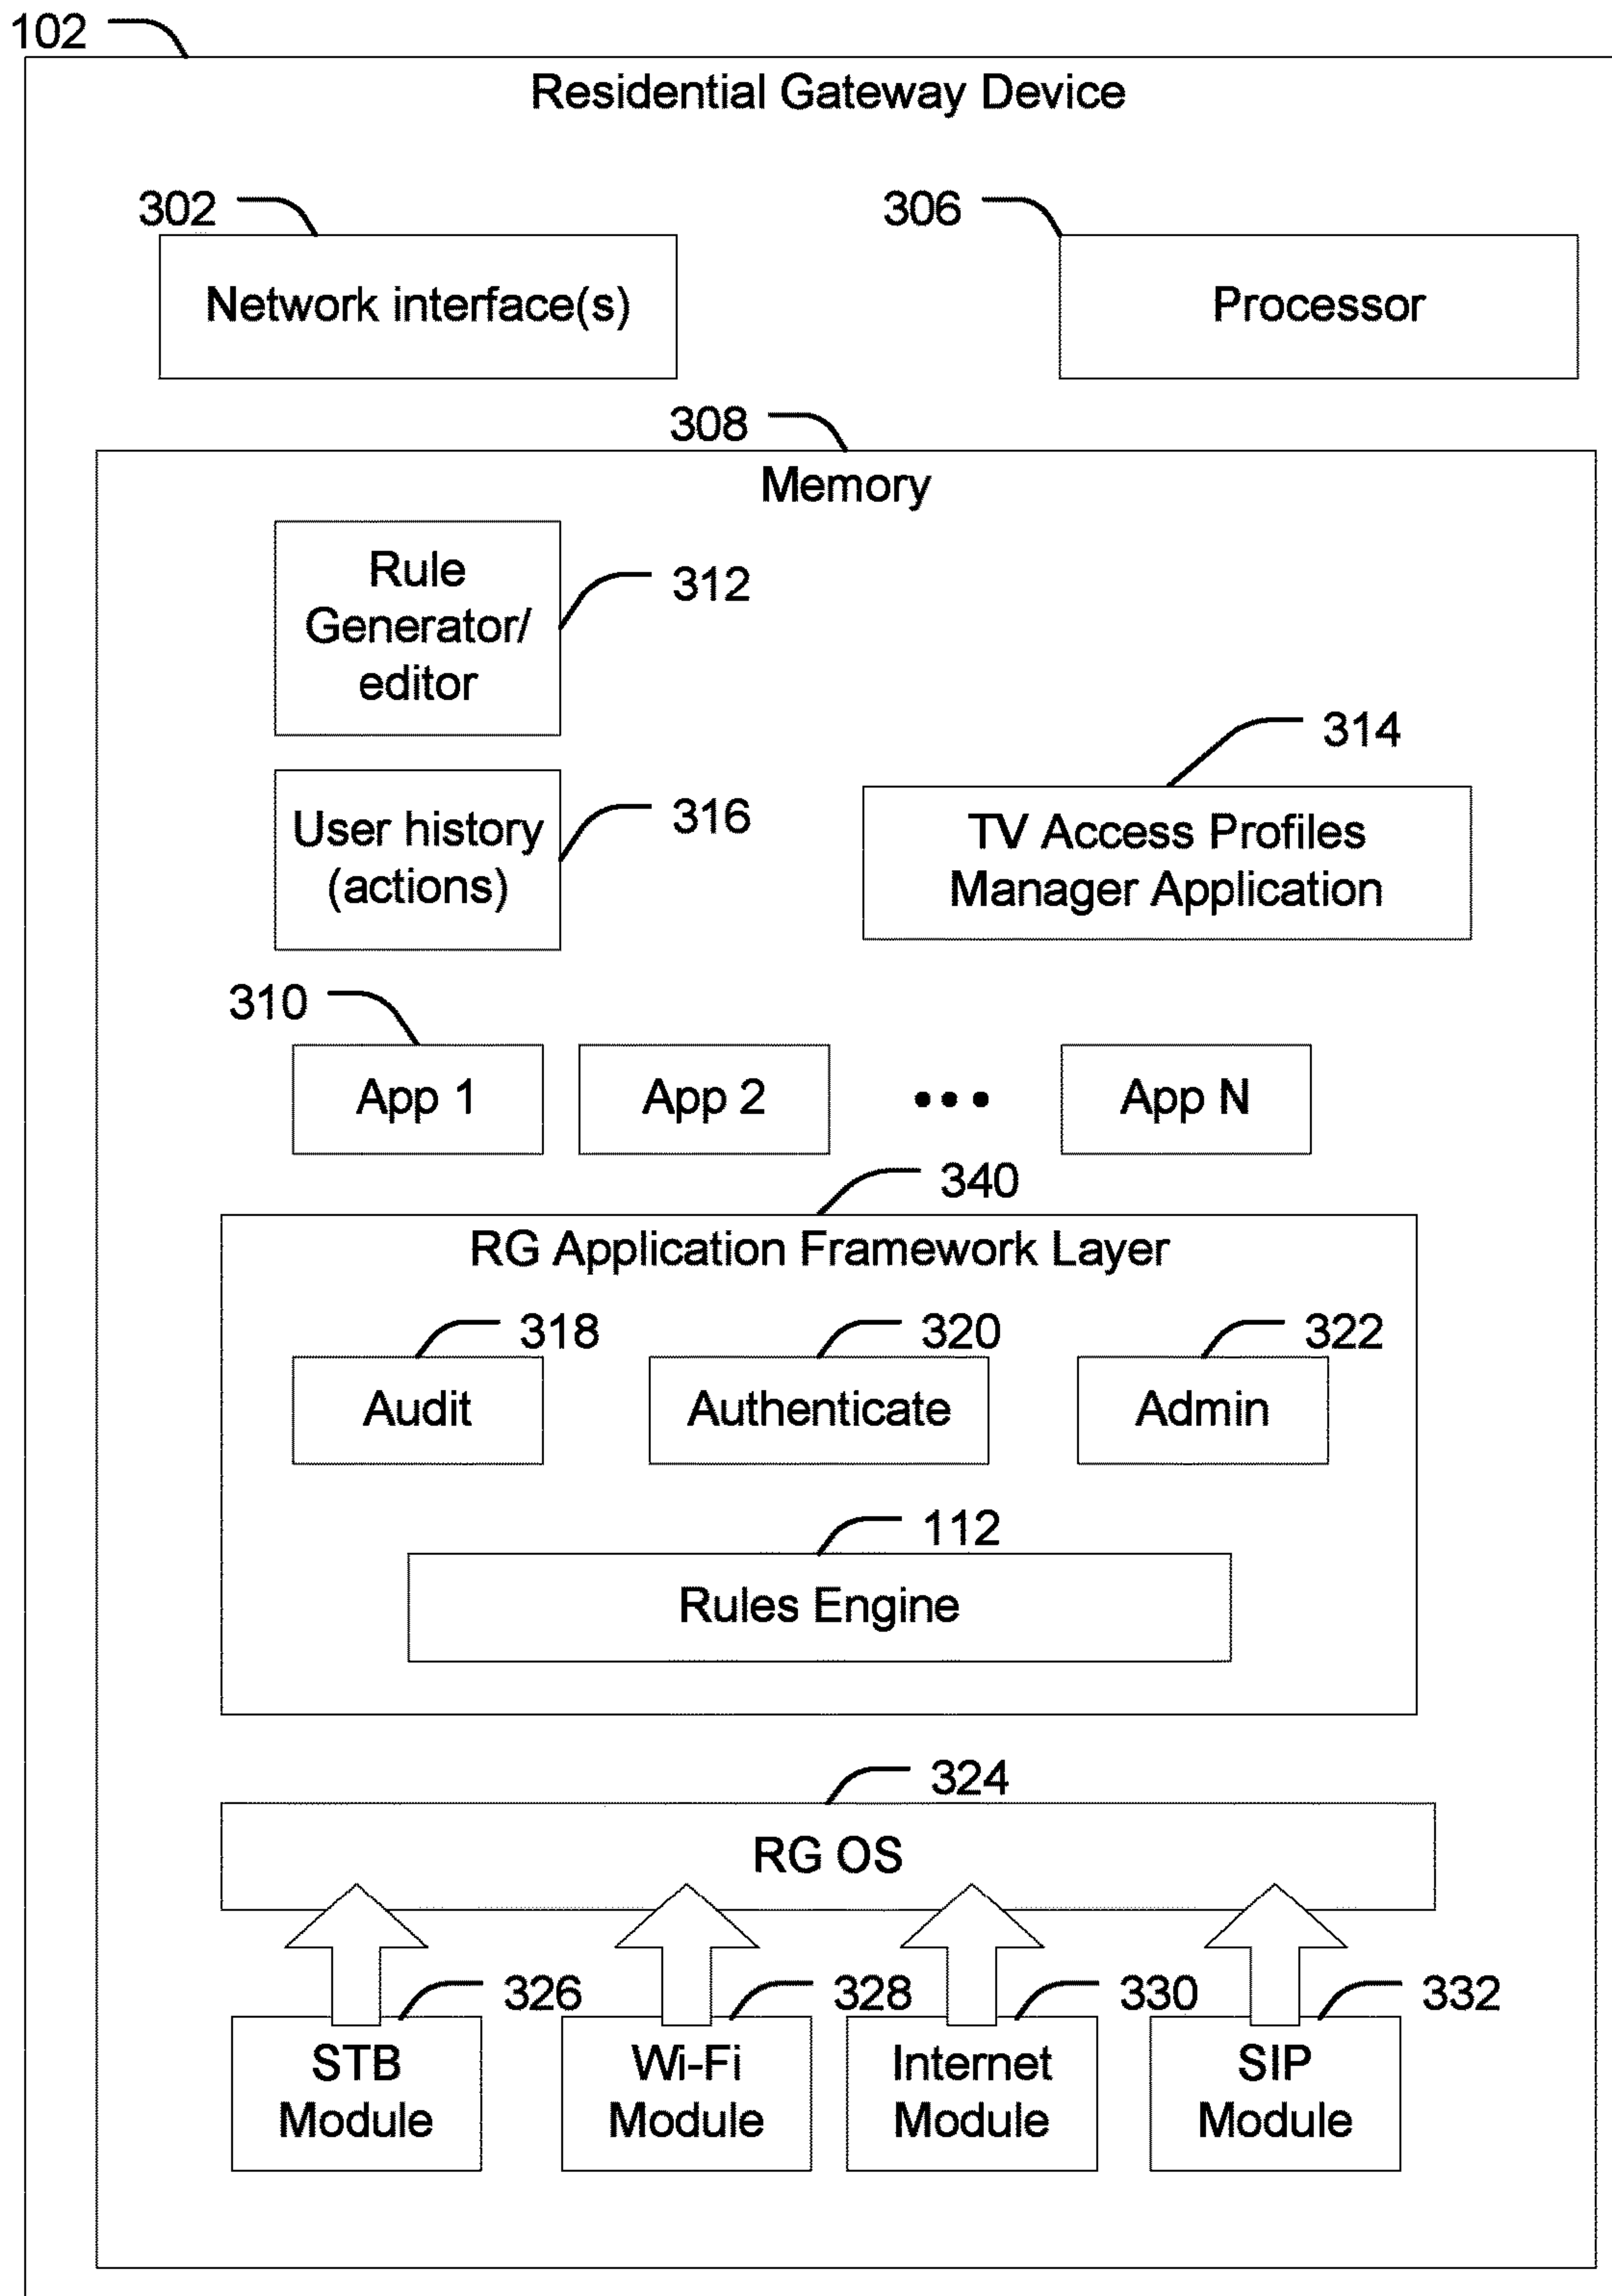 102
Residential Gateway Device
302
306
Network interface(s)
Processor
308
Memory
Rule
Generator/
editor
312
314
User history
(actions)
316
TV Access Profiles
Manager Application
310
App 1
App 2
•••
App N
340
RG Application Framework Layer
318
320
322
Audit
Authenticate
Admin
112
Rules Engine
324
RG OS
326
328
330
332
STB
Module
Wi-Fi
Module
Internet
Module
SIP
Module